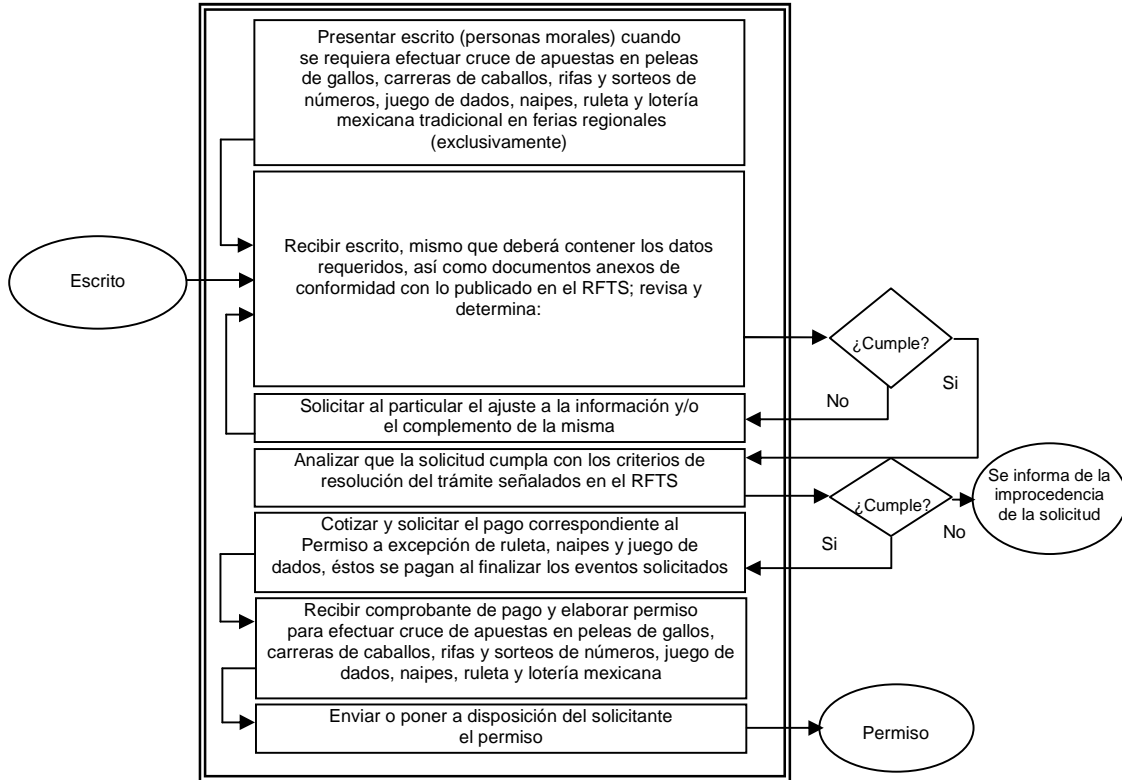 Presentar escrito (personas morales) cuando
se requiera efectuar cruce de apuestas en peleas
de gallos, carreras de caballos, rifas y sorteos de
números, juego de dados, naipes, ruleta y lotería
mexicana tradicional en ferias regionales
(exclusivamente)
Escrito
Recibir escrito, mismo que deberá contener los datos
requeridos, así como documentos anexos de
conformidad con lo publicado en el RFTS; revisa y
determina:
¿Cumple?
Si
No
Solicitar al particular el ajuste a la información y/o
el complemento de la misma
Analizar que la solicitud cumpla con los criterios de
resolución del trámite señalados en el RFTS
¿Cumple?
Se informa de la
improcedencia
de la solicitud
Si
No
Cotizar y solicitar el pago correspondiente al
Permiso a excepción de ruleta, naipes y juego de
dados, éstos se pagan al finalizar los eventos solicitados
Recibir comprobante de pago y elaborar permiso
para efectuar cruce de apuestas en peleas de gallos,
carreras de caballos, rifas y sorteos de números, juego de
dados, naipes, ruleta y lotería mexicana
Enviar o poner a disposición del solicitante
el permiso
Permiso